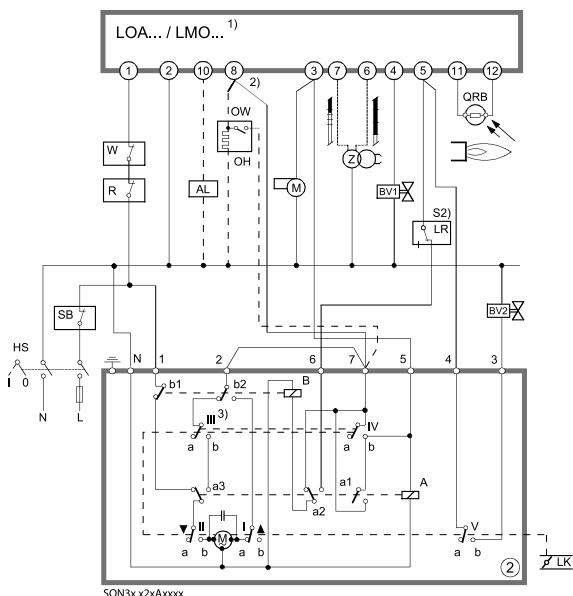 LOA... / LMO... 1)
1 2 10 8 3 7 6 4 5 11 12
2)
OW
QRB
W
OH
Z
R
AL
M
BV1
S2)
LR
SB
BV2
HS
I 0
N 1 2 6 7 5 4 3
N L
b1 b2 B
III 3) IV
a b a b
a3 a1 A
a2
II I V
a b M a b a b
LK
2
SQN3x.x2xAxxxx